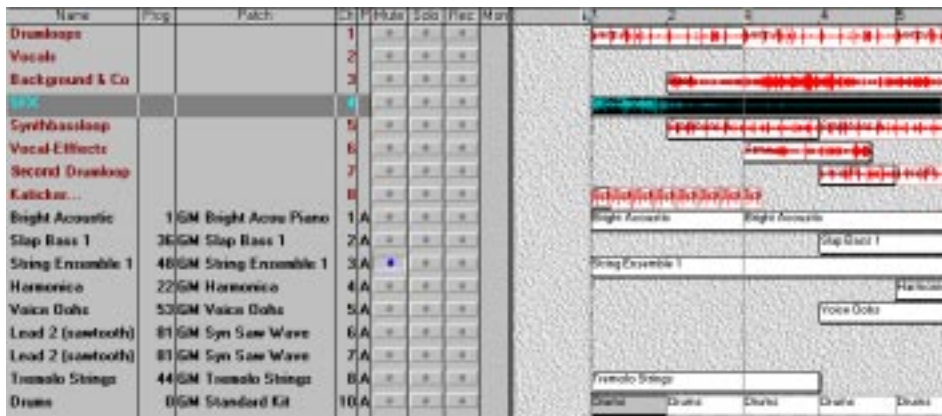 Name Prog Patch Ch P Mute Solo Rec Mon 1 2 3 4 5
Drumloops 1
Vocals 2
Background & Co 3
SFX 4
Synthbassloop 5
Vocal-Effects 6
Second Drumloop 7
8
Bright Acoustic 1 GM Bright Acou Piano 1 A Bright Acoustic Bright Acoustic
Slap Bass 1 36 GM Slap Bass 1 2 A Slap Bass 1
String Ensemble 1 48 GM String Ensemble 1 3 A String Ensemble 1
Harmonica 22 GM Harmonica 4 A
Voice Oohs 53 GM Voice Oohs 5 A Voice Oohs
Lead 2 (sawtooth) 81 GM Syn Saw Wave 6 A
Lead 2 (sawtooth) 81 GM Syn Saw Wave 7 A
Tremolo Strings 44 GM Tremolo Strings 8 A Tremolo Strings
Drums 0 GM Standard Kit 10 A Drums Drums Drums Drums Drums